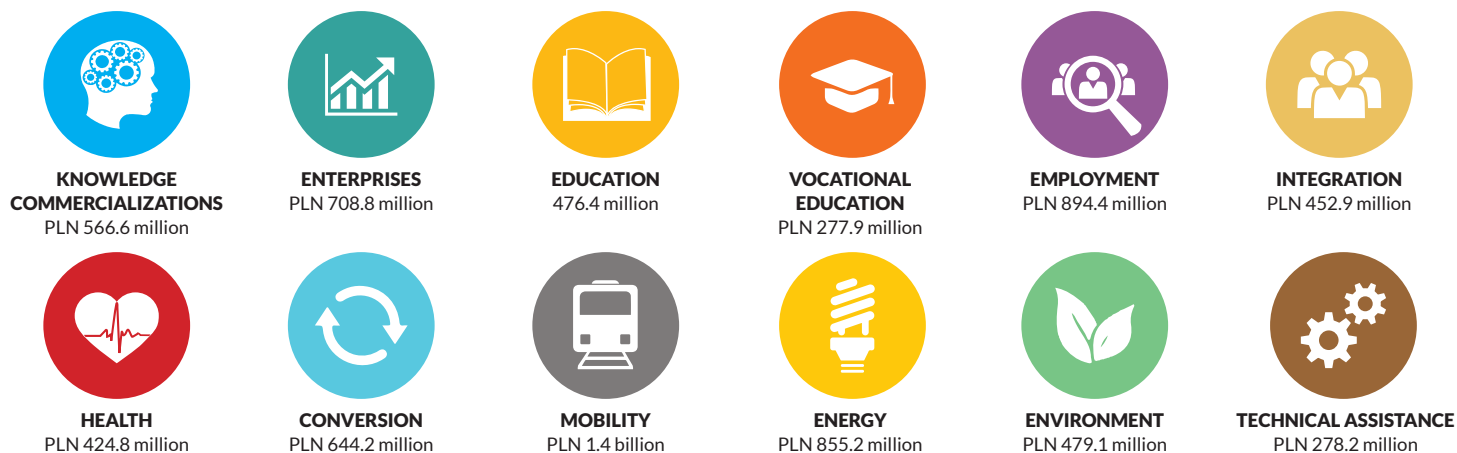 KNOWLEDGE
COMMERCIALIZATIONS
PLN 566.6 million
ENTERPRISES
PLN 708.8 million
EDUCATION
476.4 million
VOCATIONAL
EDUCATION
PLN 277.9 million
EMPLOYMENT
PLN 894.4 million
INTEGRATION
PLN 452.9 million
HEALTH
PLN 424.8 million
CONVERSION
PLN 644.2 million
MOBILITY
PLN 1.4 billion
ENERGY
PLN 855.2 million
ENVIRONMENT
PLN 479.1 million
TECHNICAL ASSISTANCE
PLN 278.2 million